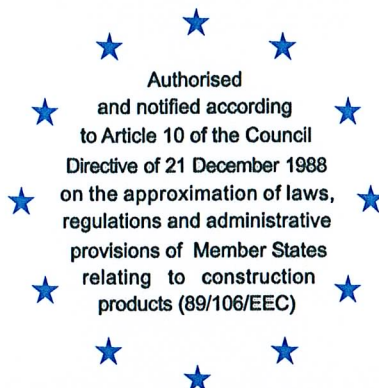 Authorised
and notified according
to Article 10 of the Council
Directive of 21 December 1988
on the approximation of laws,
regulations and administrative
provisions of Member States
relating to construction
products (89/106/EEC)